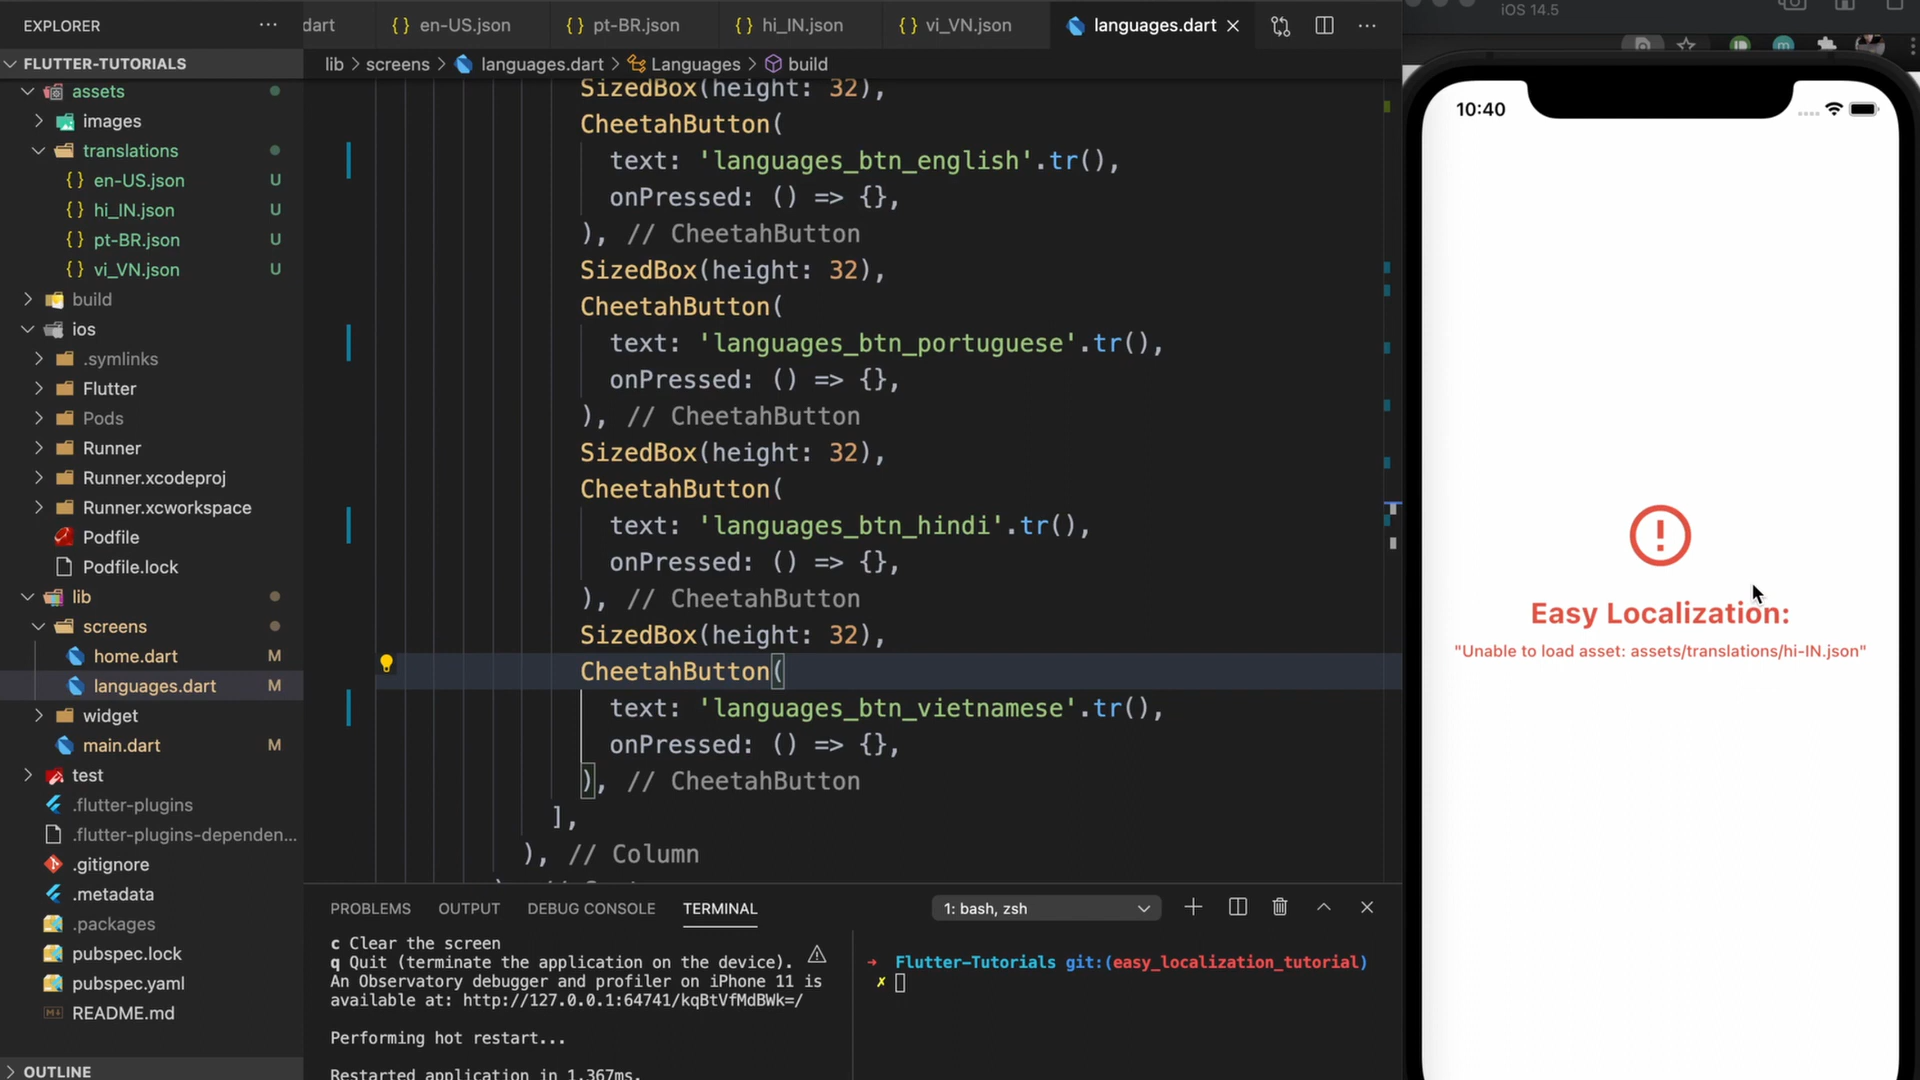 EXPLORER
FLUTTER-TUTORIALS
assets
images
translations
en-US.json U
hi_IN.json U
pt-BR.json U
vi_VN.json U
build
ios
.symlinks
Flutter
Pods
Runner
Runner.xcodeproj
Runner.xcworkspace
Podfile
Podfile.lock
lib
screens
home.dart M
languages.dart M
widget
main.dart M
test
.flutter-plugins
.flutter-plugins-dependen...
.gitignore
.metadata
.packages
pubspec.lock
pubspec.yaml
README.md
OUTLINE
dart {} en-US.json {} pt-BR.json {} hi_IN.json {} vi_VN.json languages.dart
lib > screens > languages.dart > Languages > build
SizedBox(height: 32),
CheetahButton(
text: 'languages_btn_english'.tr(),
onPressed: () => {},
), // CheetahButton
SizedBox(height: 32),
CheetahButton(
text: 'languages_btn_portuguese'.tr(),
onPressed: () => {},
), // CheetahButton
SizedBox(height: 32),
CheetahButton(
text: 'languages_btn_hindi'.tr(),
onPressed: () => {},
), // CheetahButton
SizedBox(height: 32),
CheetahButton(
text: 'languages_btn_vietnamese'.tr(),
onPressed: () => {},
), // CheetahButton
],
), // Column
PROBLEMS OUTPUT DEBUG CONSOLE TERMINAL 1: bash, zsh
c Clear the screen
q Quit (terminate the application on the device).
An Observatory debugger and profiler on iPhone 11 is
available at: http://127.0.0.1:64741/kqBtVfMdBWk=/
Performing hot restart...
Restarted application in 1,367ms.
→ Flutter-Tutorials git:(easy_localization_tutorial)
✗
iOS 14.5
10:40
Easy Localization:
"Unable to load asset: assets/translations/hi-IN.json"